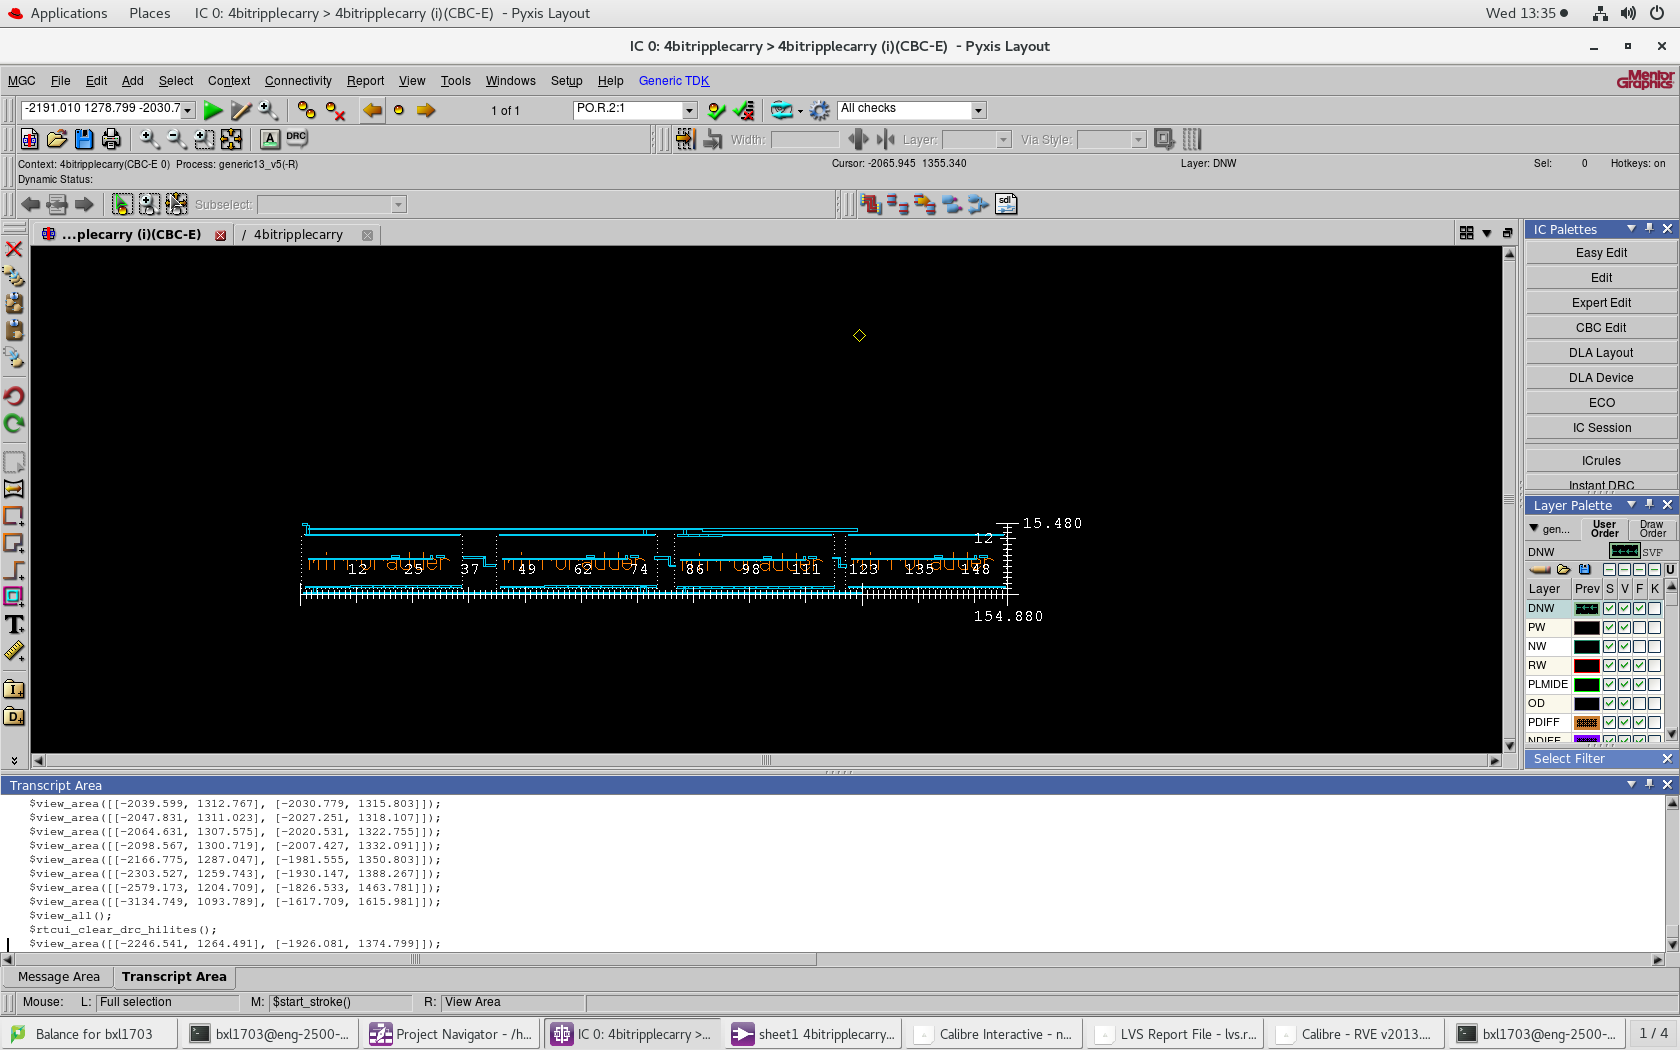 Applications Places IC 0: 4bitripplecarry > 4bitripplecarry (i)(CBC-E) - Pyxis Layout Wed 13:35
IC 0: 4bitripplecarry > 4bitripplecarry (i)(CBC-E) - Pyxis Layout
MGC File Edit Add Select Context Connectivity Report View Tools Windows Setup Help Generic TDK Mentor Graphics
-2191.010 1278.799 -2030.7 1 of 1 PO.R.2:1 All checks
A DRC Width: Layer: Via Style:
Context: 4bitripplecarry(CBC-E 0) Process: generic13_v5(-R) Cursor: -2065.945 1355.340 Layer: DNW Sel: 0 Hotkeys: on
Dynamic Status:
Subselect: sdl
...plecarry (i)(CBC-E) / 4bitripplecarry
IC Palettes
Easy Edit
Edit
Expert Edit
CBC Edit
DLA Layout
DLA Device
ECO
IC Session
ICrules
Instant DRC
15.480
12
12 25 37 49 62 74 86 98 111 123 135 148
154.880
T
I
D
Layer Palette
gen... User Order Draw Order
DNW SVF
U
Layer Prev S V F K
DNW
PW
NW
RW
PLMIDE
OD
PDIFF
NDIFF
Select Filter
Transcript Area
$view_area([[-2039.599, 1312.767], [-2030.779, 1315.803]]);
$view_area([[-2047.831, 1311.023], [-2027.251, 1318.107]]);
$view_area([[-2064.631, 1307.575], [-2020.531, 1322.755]]);
$view_area([[-2098.567, 1300.719], [-2007.427, 1332.091]]);
$view_area([[-2166.775, 1287.047], [-1981.555, 1350.803]]);
$view_area([[-2303.527, 1259.743], [-1930.147, 1388.267]]);
$view_area([[-2579.173, 1204.709], [-1826.533, 1463.781]]);
$view_area([[-3134.749, 1093.789], [-1617.709, 1615.981]]);
$view_all();
$rtcui_clear_drc_hilites();
$view_area([[-2246.541, 1264.491], [-1926.081, 1374.799]]);
Message Area Transcript Area
Mouse: L: Full selection M: $start_stroke() R: View Area
Balance for bxl1703 bxl1703@eng-2500-... Project Navigator - /h... IC 0: 4bitripplecarry >... sheet1 4bitripplecarry... Calibre Interactive - n... LVS Report File - lvs.r... Calibre - RVE v2013.... bxl1703@eng-2500-... 1 / 4